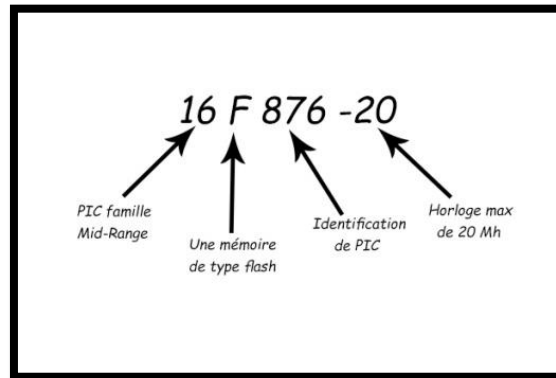 16 F 876 -20
PIC famille
Mid-Range
Une mémoire
de type flash
Identification
de PIC
Horloge max
de 20 Mh